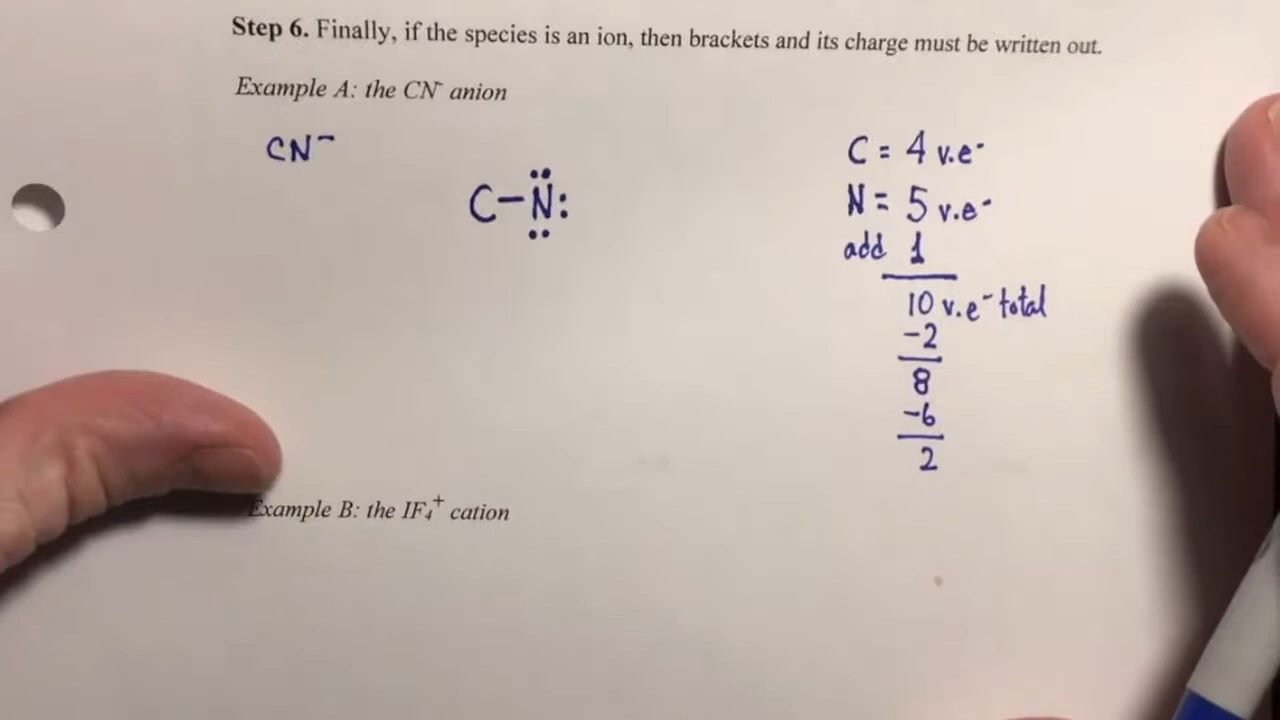 Step 6. Finally, if the species is an ion, then brackets and its charge must be written out.
Example A: the CN⁻ anion
CN⁻
C–N̈:
C = 4 v.e⁻
N = 5 v.e⁻
add 1
10 v.e⁻ total
-2
8
-6
2
Example B: the IF₄⁺ cation